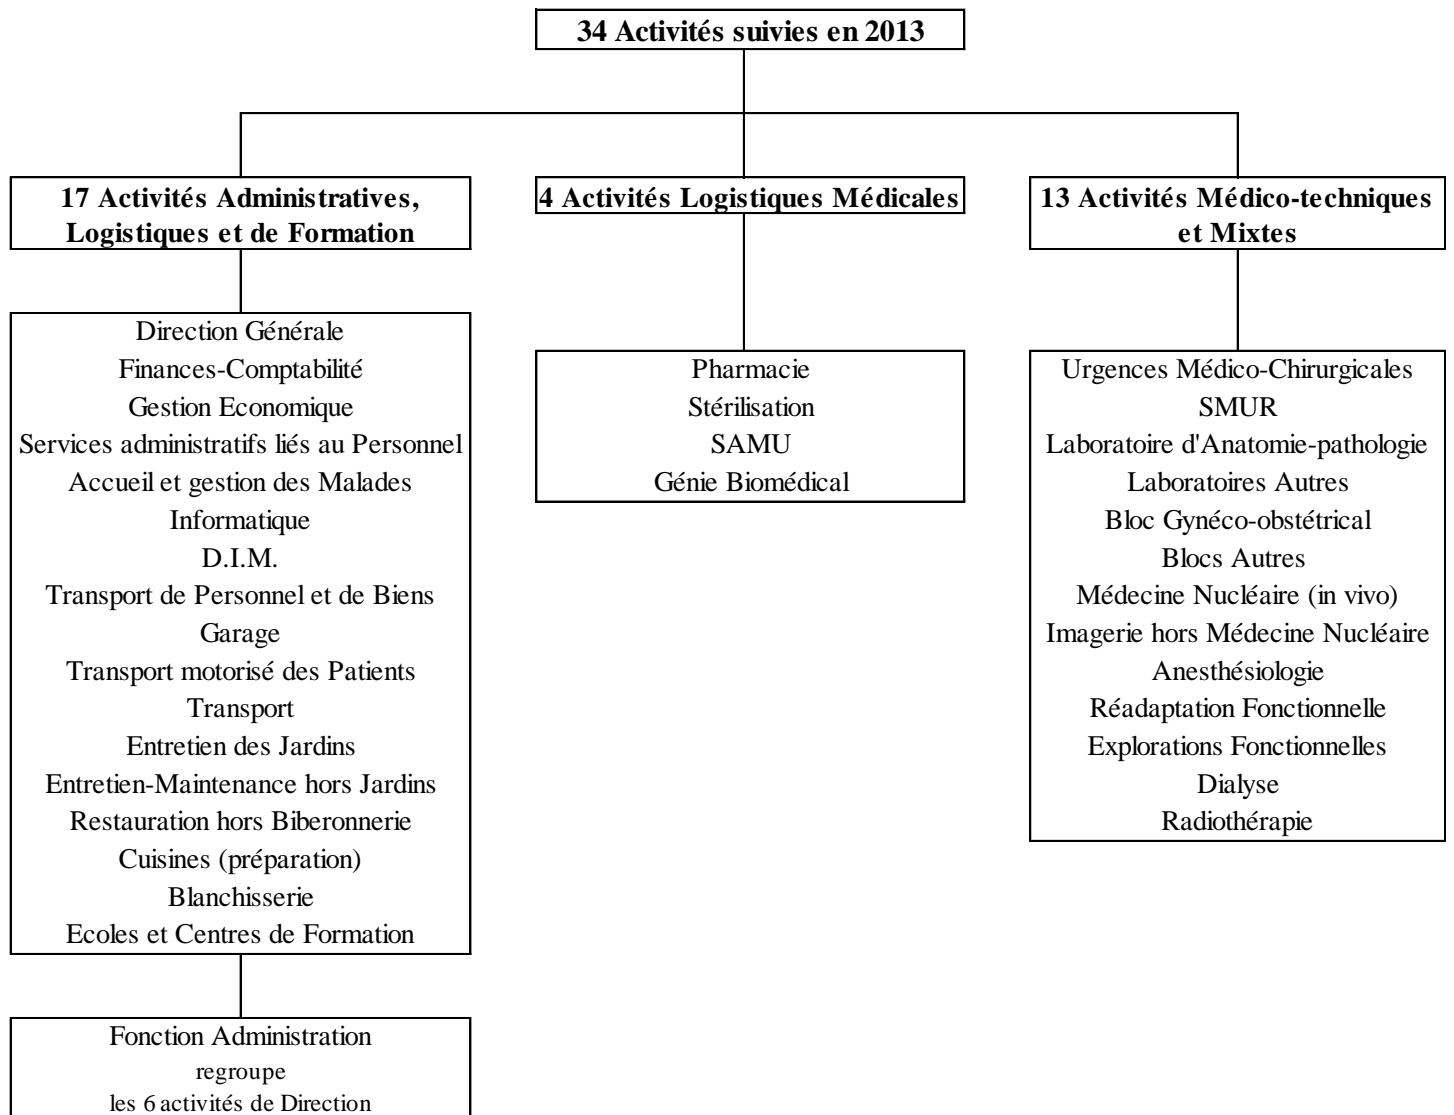 34 Activités suivies en 2013
17 Activités Administratives,
Logistiques et de Formation
4 Activités Logistiques Médicales
13 Activités Médico-techniques
et Mixtes
Direction Générale
Finances-Comptabilité
Gestion Economique
Services administratifs liés au Personnel
Accueil et gestion des Malades
Informatique
D.I.M.
Transport de Personnel et de Biens
Garage
Transport motorisé des Patients
Transport
Entretien des Jardins
Entretien-Maintenance hors Jardins
Restauration hors Biberonnerie
Cuisines (préparation)
Blanchisserie
Ecoles et Centres de Formation
Pharmacie
Stérilisation
SAMU
Génie Biomédical
Urgences Médico-Chirurgicales
SMUR
Laboratoire d'Anatomie-pathologie
Laboratoires Autres
Bloc Gynéco-obstétrical
Blocs Autres
Médecine Nucléaire (in vivo)
Imagerie hors Médecine Nucléaire
Anesthésiologie
Réadaptation Fonctionnelle
Explorations Fonctionnelles
Dialyse
Radiothérapie
Fonction Administration
regroupe
les 6 activités de Direction